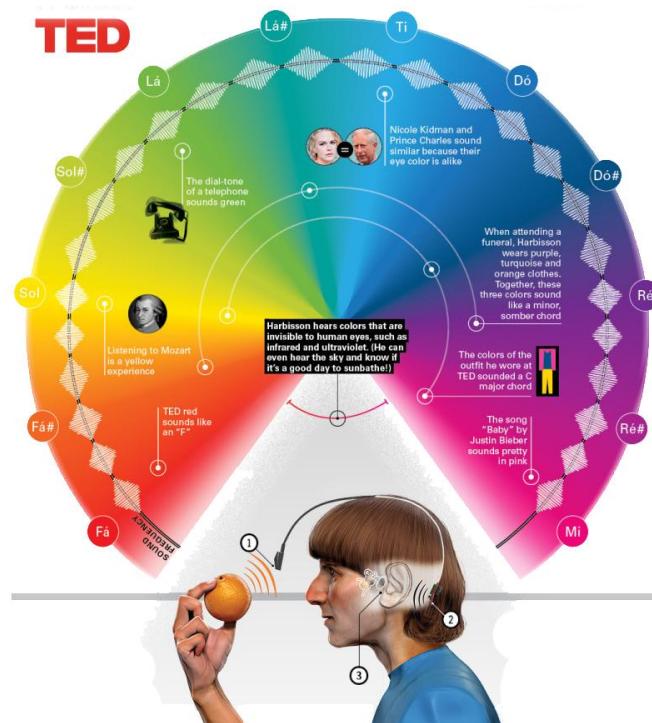 TED
Lá#
Ti
Lá
Dó
Sol#
Dó#
Sol
Ré
Fá#
Ré#
Fá
Mi
Nicole Kidman and
Prince Charles sound
similar because their
eye color is alike
=
The dial-tone
of a telephone
sounds green
When attending a
funeral, Harbisson
wears purple,
turquoise and
orange clothes.
Together, these
three colors sound
like a minor,
somber chord
Listening to Mozart
is a yellow
experience
Harbisson hears colors that are
invisible to human eyes, such as
infrared and ultraviolet. (He can
even hear the sky and know if
it's a good day to sunbathe!)
The colors of the
outfit he wore at
TED sounded a C
major chord
TED red
sounds like
an "F"
The song
"Baby" by
Justin Bieber
sounds pretty
in pink
SOUND
FREQUENCY
1
2
3